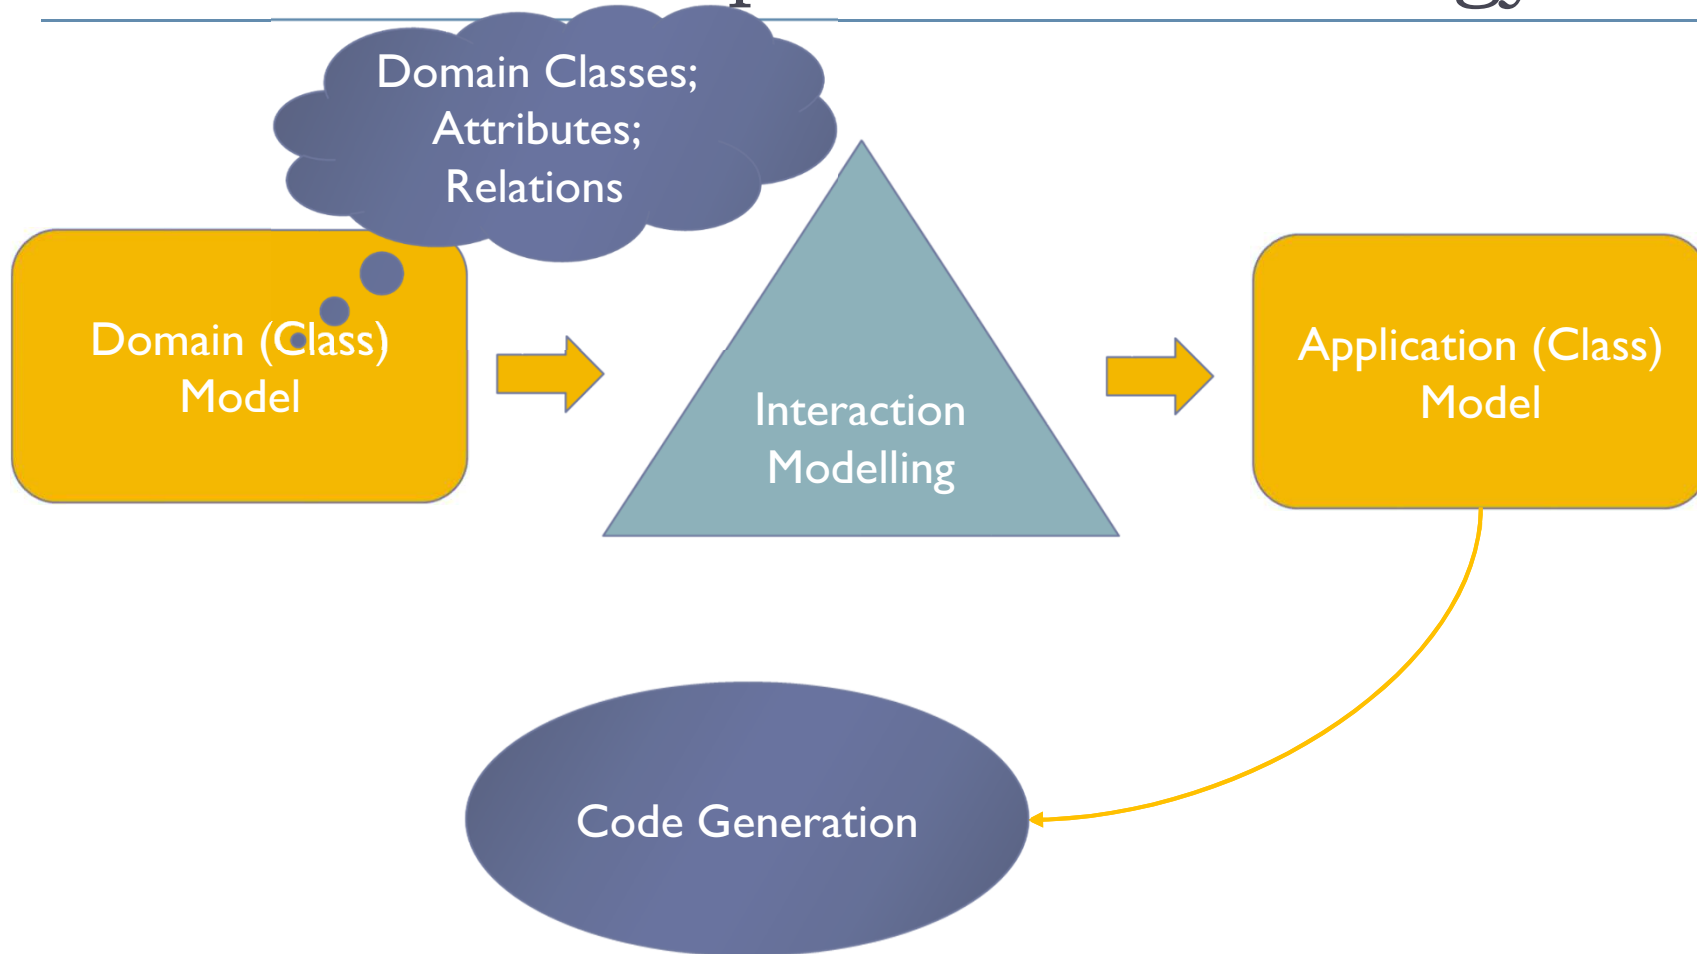 Domain Classes;
Attributes;
Relations
Domain (Class)
Model
Interaction
Modelling
Application (Class)
Model
Code Generation